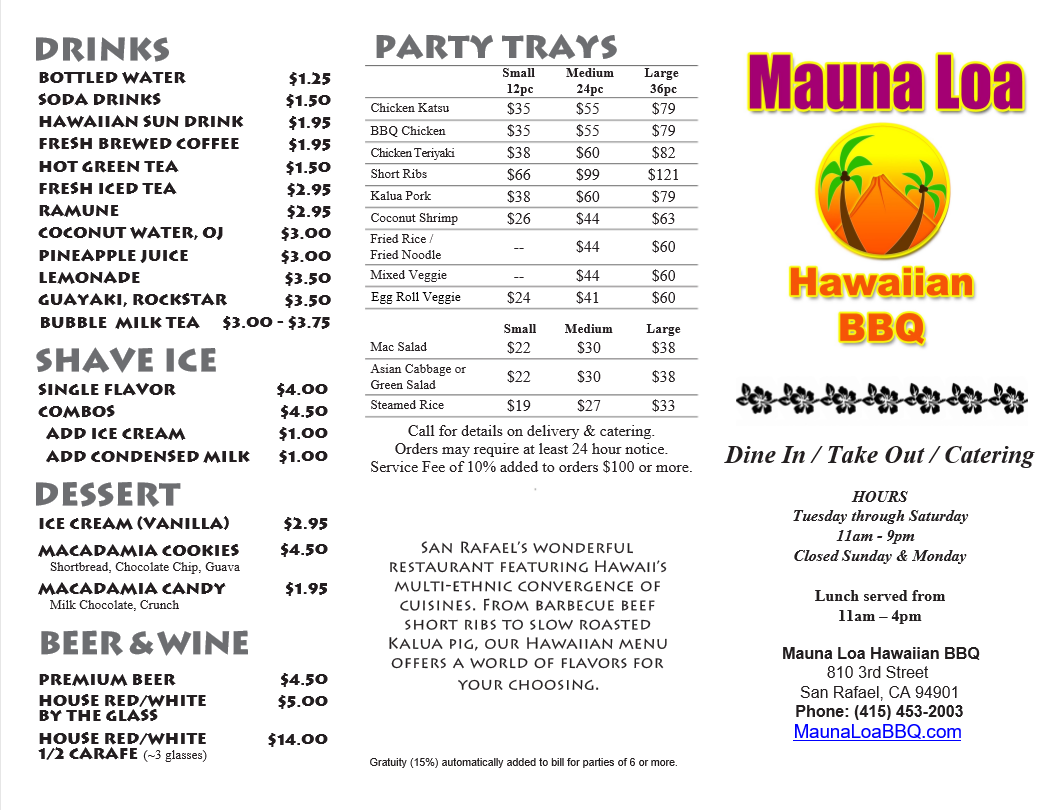 DRINKS
BOTTLED WATER $1.25
SODA DRINKS $1.50
HAWAIIAN SUN DRINK $1.95
FRESH BREWED COFFEE $1.95
HOT GREEN TEA $1.50
FRESH ICED TEA $2.95
RAMUNE $2.95
COCONUT WATER, OJ $3.00
PINEAPPLE JUICE $3.00
LEMONADE $3.50
GUAYAKI, ROCKSTAR $3.50
BUBBLE MILK TEA $3.00 - $3.75
SHAVE ICE
SINGLE FLAVOR $4.00
COMBOS $4.50
ADD ICE CREAM $1.00
ADD CONDENSED MILK $1.00
DESSERT
ICE CREAM (VANILLA) $2.95
MACADAMIA COOKIES $4.50
Shortbread, Chocolate Chip, Guava
MACADAMIA CANDY $1.95
Milk Chocolate, Crunch
BEER & WINE
PREMIUM BEER $4.50
HOUSE RED/WHITE $5.00
BY THE GLASS
HOUSE RED/WHITE $14.00
1/2 CARAFE (~3 glasses)
PARTY TRAYS
Small Medium Large
12pc 24pc 36pc
Chicken Katsu $35 $55 $79
BBQ Chicken $35 $55 $79
Chicken Teriyaki $38 $60 $82
Short Ribs $66 $99 $121
Kalua Pork $38 $60 $79
Coconut Shrimp $26 $44 $63
Fried Rice /
Fried Noodle -- $44 $60
Mixed Veggie -- $44 $60
Egg Roll Veggie $24 $41 $60
Small Medium Large
Mac Salad $22 $30 $38
Asian Cabbage or
Green Salad $22 $30 $38
Steamed Rice $19 $27 $33
Call for details on delivery & catering.
Orders may require at least 24 hour notice.
Service Fee of 10% added to orders $100 or more.
San Rafael's wonderful
restaurant featuring Hawaii's
multi-ethnic convergence of
cuisines. From barbecue beef
short ribs to slow roasted
Kalua pig, our Hawaiian menu
offers a world of flavors for
your choosing.
Gratuity (15%) automatically added to bill for parties of 6 or more.
Mauna Loa
Hawaiian
BBQ
Dine In / Take Out / Catering
HOURS
Tuesday through Saturday
11am - 9pm
Closed Sunday & Monday
Lunch served from
11am – 4pm
Mauna Loa Hawaiian BBQ
810 3rd Street
San Rafael, CA 94901
Phone: (415) 453-2003
MaunaLoaBBQ.com